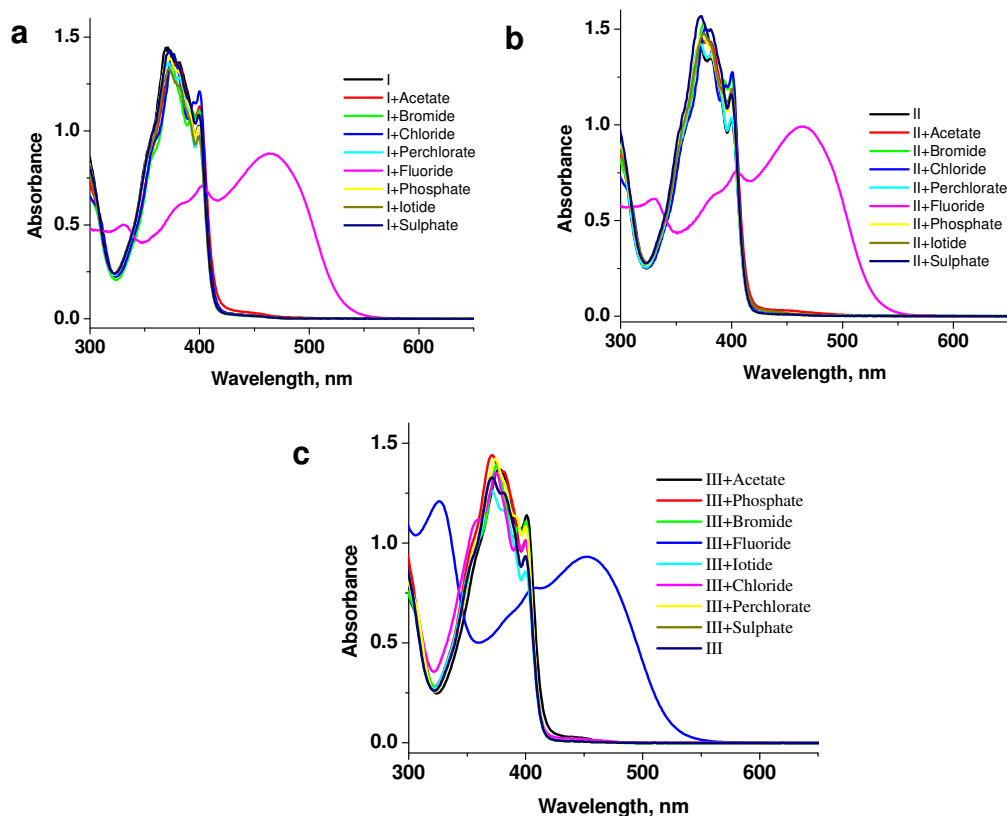 a
1.5
1.0
0.5
0.0
Absorbance
300 400 500 600
Wavelength, nm
I
I+Acetate
I+Bromide
I+Chloride
I+Perchlorate
I+Fluoride
I+Phosphate
I+Iotide
I+Sulphate
b
1.5
1.0
0.5
0.0
Absorbance
300 400 500 600
Wavelength, nm
II
II+Acetate
II+Bromide
II+Chloride
II+Perchlorate
II+Fluoride
II+Phosphate
II+Iotide
II+Sulphate
c
1.5
1.0
0.5
0.0
Absorbance
300 400 500 600
Wavelength, nm
III+Acetate
III+Phosphate
III+Bromide
III+Fluoride
III+Iotide
III+Chloride
III+Perchlorate
III+Sulphate
III